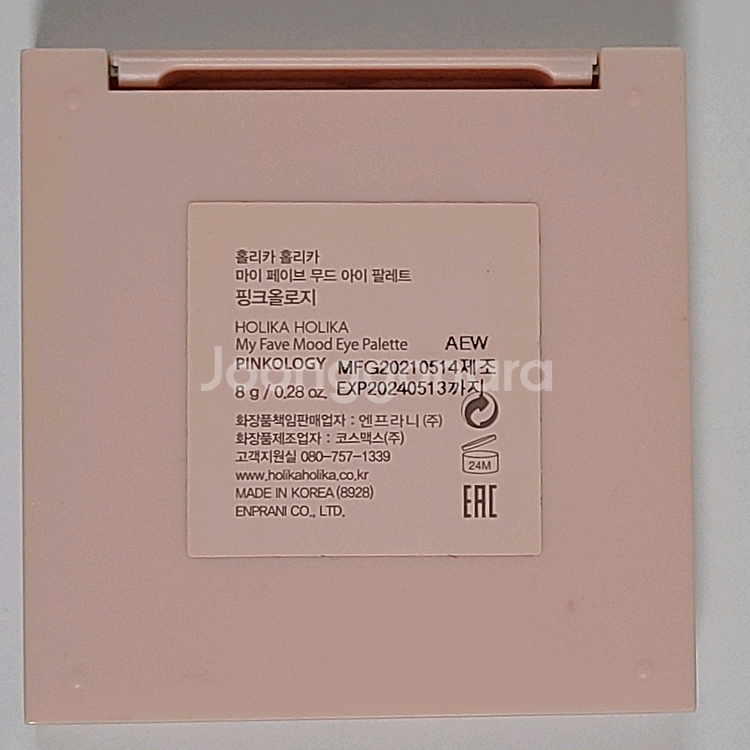 홀리카 홀리카
마이 페이브 무드 아이 팔레트
핑크올로지
HOLIKA HOLIKA
My Fave Mood Eye Palette AEW
PINKOLOGY MFG20210514제조
8 g / 0.28 oz. EXP20240513까지
Joonggonara
화장품책임판매업자 : 엔프라니 (주)
화장품제조업자 : 코스맥스(주)
고객지원실 080-757-1339
24M
www.holikaholika.co.kr
MADE IN KOREA (8928)
ENPRANI CO., LTD.
EAC